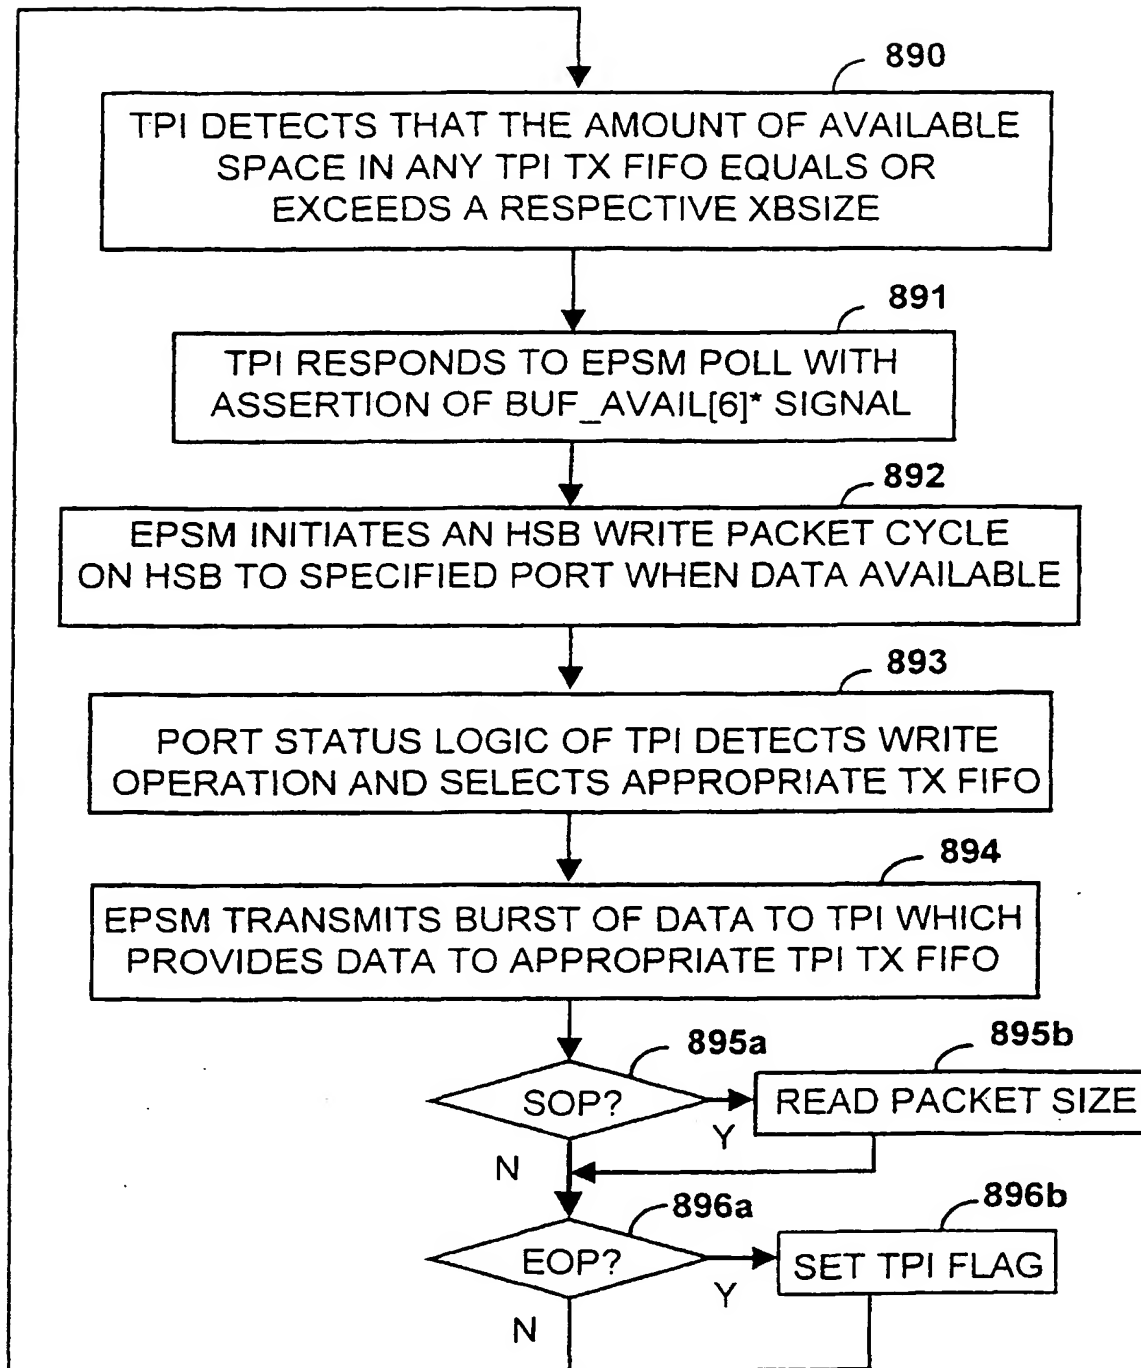 890
TPI DETECTS THAT THE AMOUNT OF AVAILABLE
SPACE IN ANY TPI TX FIFO EQUALS OR
EXCEEDS A RESPECTIVE XBSIZE
891
TPI RESPONDS TO EPSM POLL WITH
ASSERTION OF BUF_AVAIL[6]* SIGNAL
892
EPSM INITIATES AN HSB WRITE PACKET CYCLE
ON HSB TO SPECIFIED PORT WHEN DATA AVAILABLE
893
PORT STATUS LOGIC OF TPI DETECTS WRITE
OPERATION AND SELECTS APPROPRIATE TX FIFO
894
EPSM TRANSMITS BURST OF DATA TO TPI WHICH
PROVIDES DATA TO APPROPRIATE TPI TX FIFO
895a
895b
SOP?
READ PACKET SIZE
Y
N
896a
896b
EOP?
SET TPI FLAG
Y
N